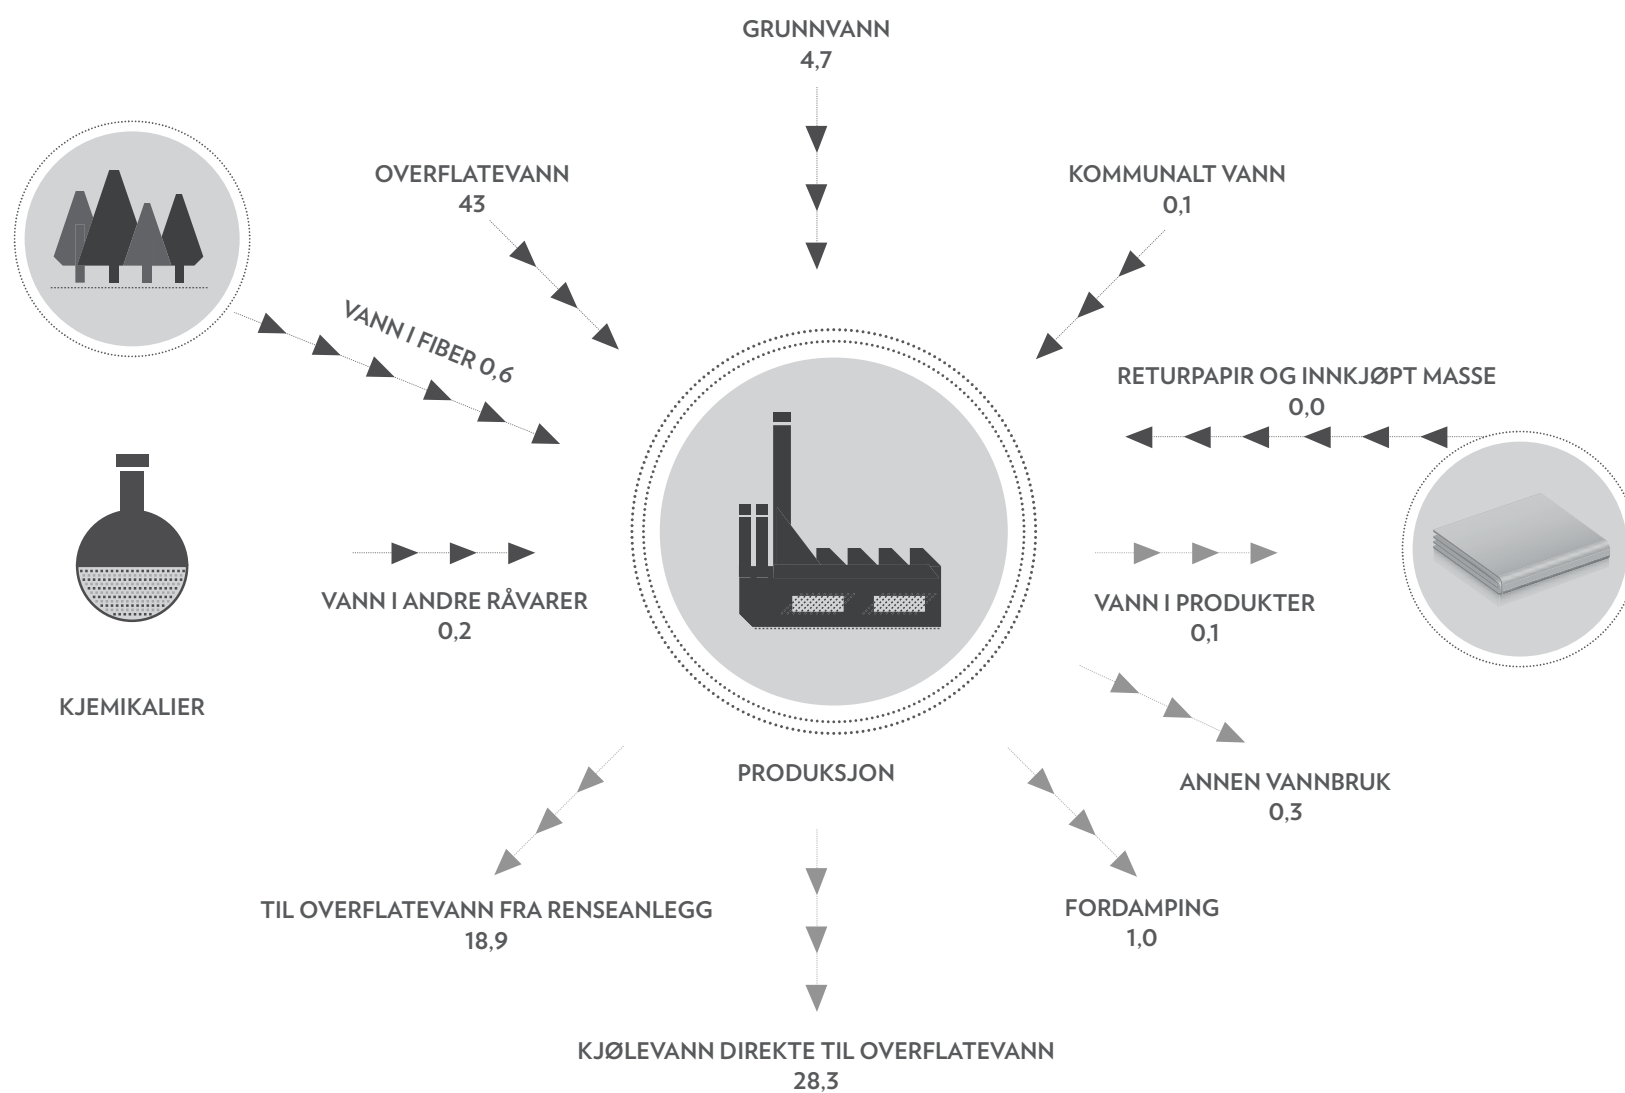 GRUNNVANN
4,7
OVERFLATEVANN
43
KOMMUNALT VANN
0,1
VANN I FIBER 0,6
RETURPAPIR OG INNKJØPT MASSE
0,0
VANN I ANDRE RÅVARER
0,2
VANN I PRODUKTER
0,1
KJEMIKALIER
PRODUKSJON
ANNEN VANNBRUK
0,3
TIL OVERFLATEVANN FRA RENSEANLEGG
18,9
FORDAMPING
1,0
KJØLEVANN DIREKTE TIL OVERFLATEVANN
28,3